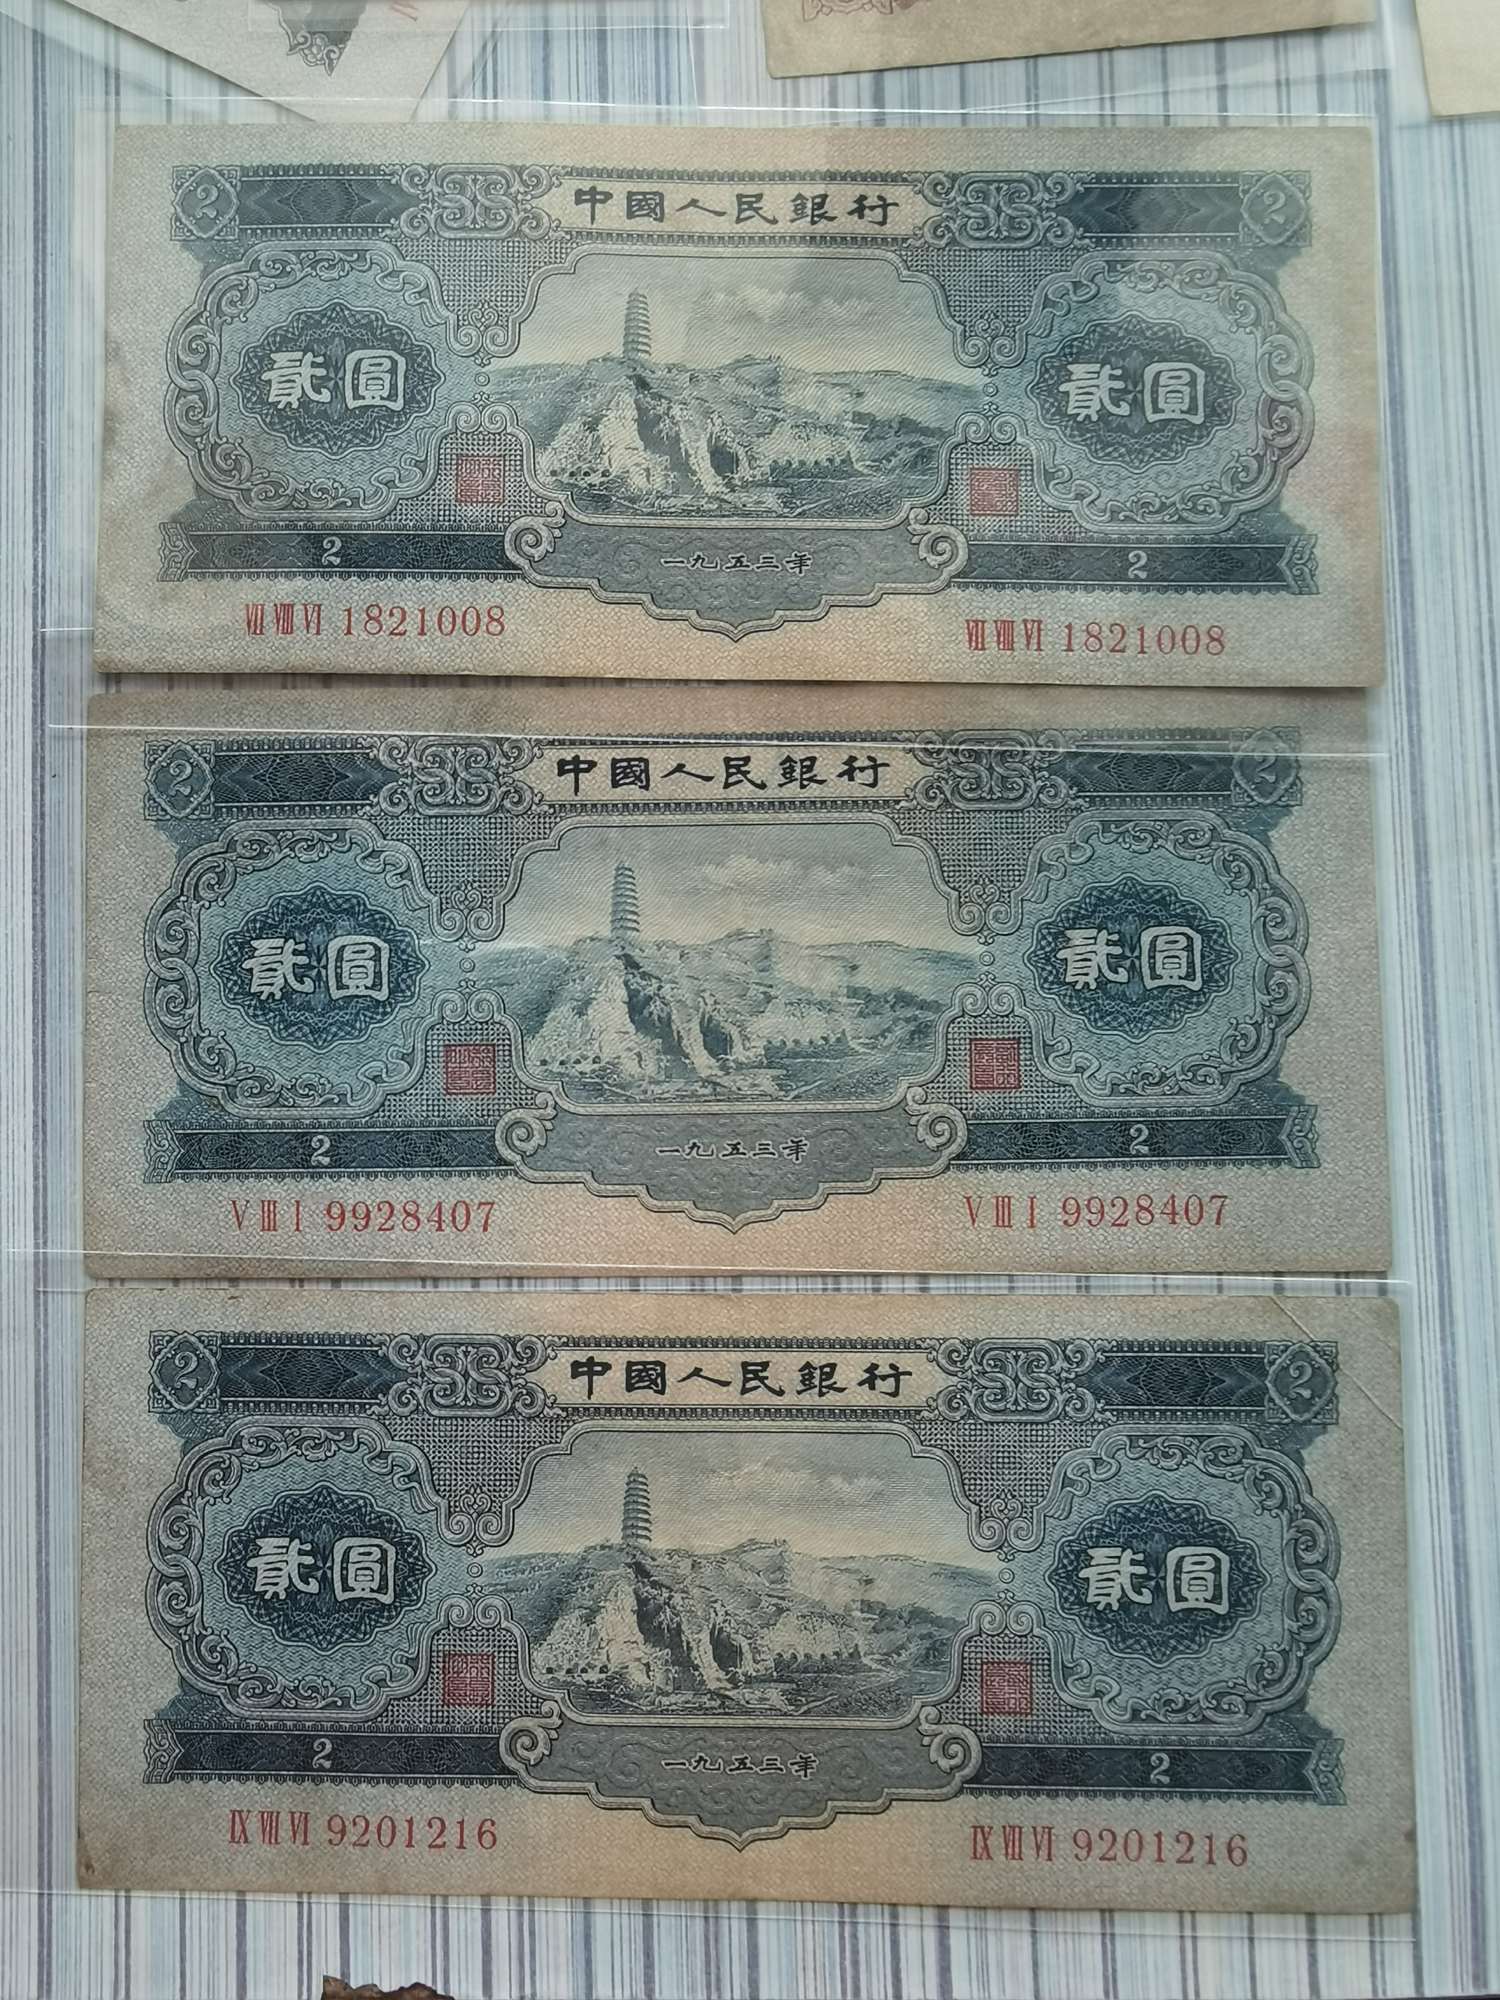 2 中國人民銀行 2
貳圓 貳圓
2 一九五三年 2
Ⅶ Ⅷ Ⅵ 1821008 Ⅶ Ⅷ Ⅵ 1821008
2 中國人民銀行 2
貳圓 貳圓
2 一九五三年 2
Ⅴ Ⅲ Ⅰ 9928407 Ⅴ Ⅲ Ⅰ 9928407
2 中國人民銀行 2
貳圓 貳圓
2 一九五三年 2
Ⅸ Ⅶ Ⅵ 9201216 Ⅸ Ⅶ Ⅵ 9201216